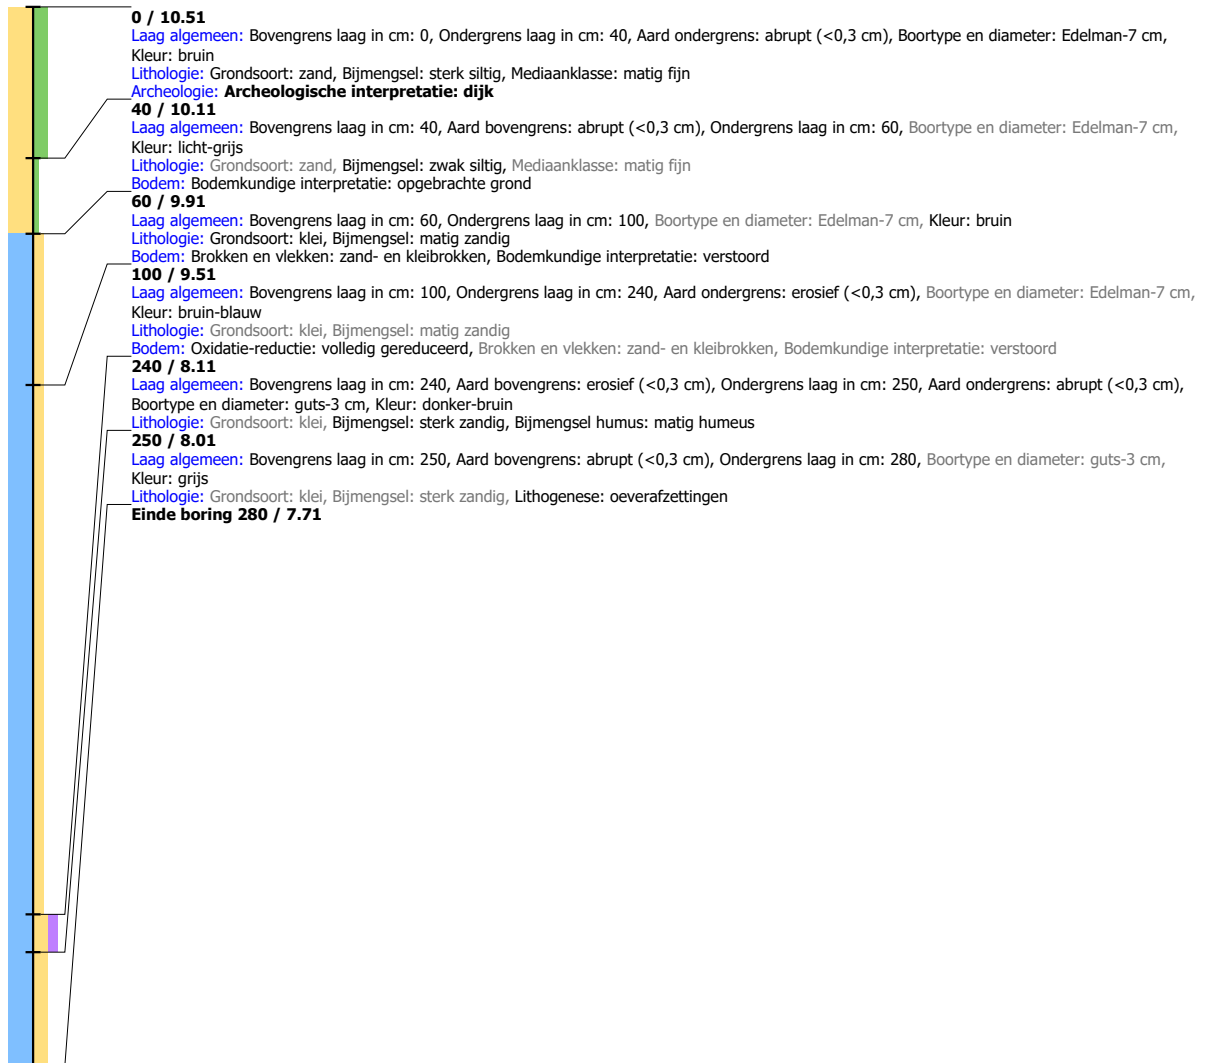 0 / 10.51
Laag algemeen: Bovengrens laag in cm: 0, Ondergrens laag in cm: 40, Aard ondergrens: abrupt (<0,3 cm), Boortype en diameter: Edelman-7 cm,
Kleur: bruin
Lithologie: Grondsoort: zand, Bijmengsel: sterk siltig, Mediaanklasse: matig fijn
Archeologie: Archeologische interpretatie: dijk
40 / 10.11
Laag algemeen: Bovengrens laag in cm: 40, Aard bovengrens: abrupt (<0,3 cm), Ondergrens laag in cm: 60, Boortype en diameter: Edelman-7 cm,
Kleur: licht-grijs
Lithologie: Grondsoort: zand, Bijmengsel: zwak siltig, Mediaanklasse: matig fijn
Bodem: Bodemkundige interpretatie: opgebrachte grond
60 / 9.91
Laag algemeen: Bovengrens laag in cm: 60, Ondergrens laag in cm: 100, Boortype en diameter: Edelman-7 cm, Kleur: bruin
Lithologie: Grondsoort: klei, Bijmengsel: matig zandig
Bodem: Brokken en vlekken: zand- en kleibrokken, Bodemkundige interpretatie: verstoord
100 / 9.51
Laag algemeen: Bovengrens laag in cm: 100, Ondergrens laag in cm: 240, Aard ondergrens: erosief (<0,3 cm), Boortype en diameter: Edelman-7 cm,
Kleur: bruin-blauw
Lithologie: Grondsoort: klei, Bijmengsel: matig zandig
Bodem: Oxidatie-reductie: volledig gereduceerd, Brokken en vlekken: zand- en kleibrokken, Bodemkundige interpretatie: verstoord
240 / 8.11
Laag algemeen: Bovengrens laag in cm: 240, Aard bovengrens: erosief (<0,3 cm), Ondergrens laag in cm: 250, Aard ondergrens: abrupt (<0,3 cm),
Boortype en diameter: guts-3 cm, Kleur: donker-bruin
Lithologie: Grondsoort: klei, Bijmengsel: sterk zandig, Bijmengsel humus: matig humeus
250 / 8.01
Laag algemeen: Bovengrens laag in cm: 250, Aard bovengrens: abrupt (<0,3 cm), Ondergrens laag in cm: 280, Boortype en diameter: guts-3 cm,
Kleur: grijs
Lithologie: Grondsoort: klei, Bijmengsel: sterk zandig, Lithogenese: oeverafzettingen
Einde boring 280 / 7.71